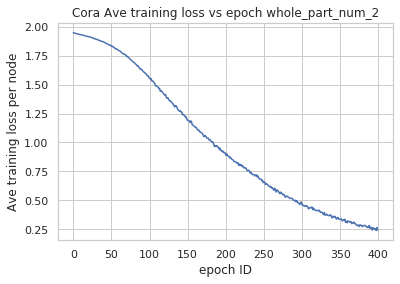 Cora Ave training loss vs epoch whole_part_num_2
Ave training loss per node
2.00
1.75
1.50
1.25
1.00
0.75
0.50
0.25
0 50 100 150 200 250 300 350 400
epoch ID